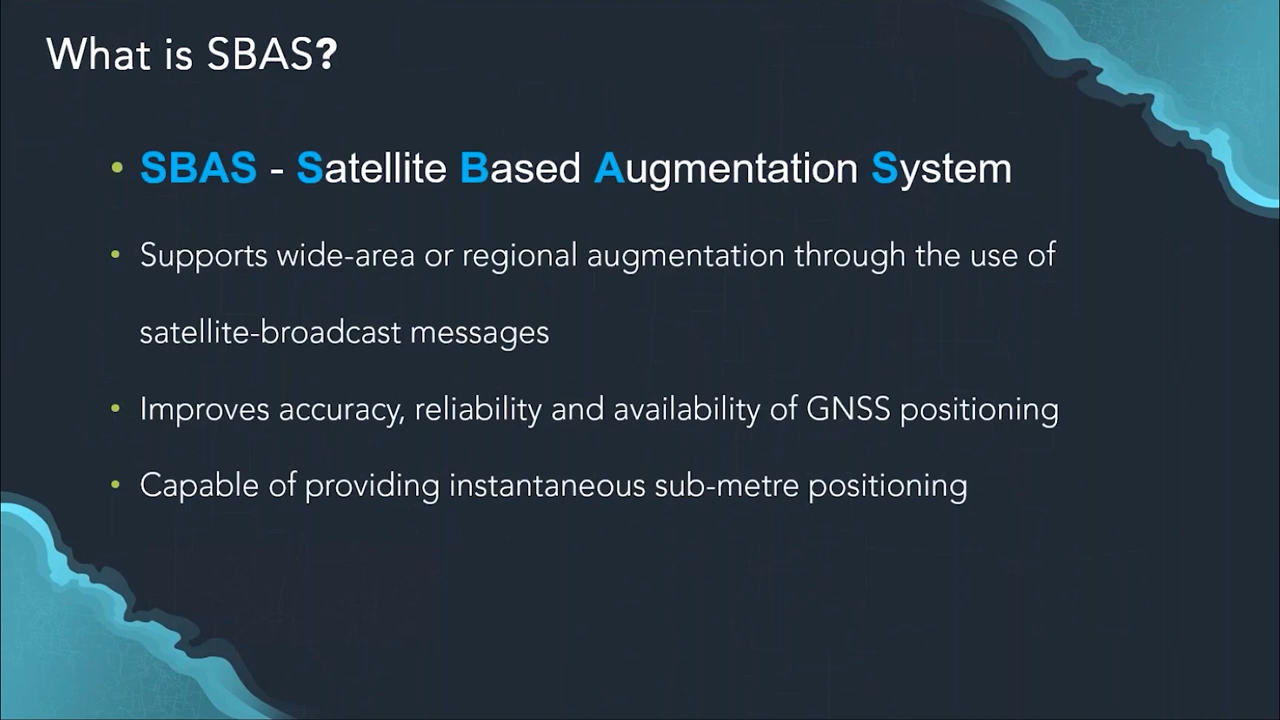 What is SBAS?
• SBAS - Satellite Based Augmentation System
• Supports wide-area or regional augmentation through the use of
satellite-broadcast messages
• Improves accuracy, reliability and availability of GNSS positioning
• Capable of providing instantaneous sub-metre positioning